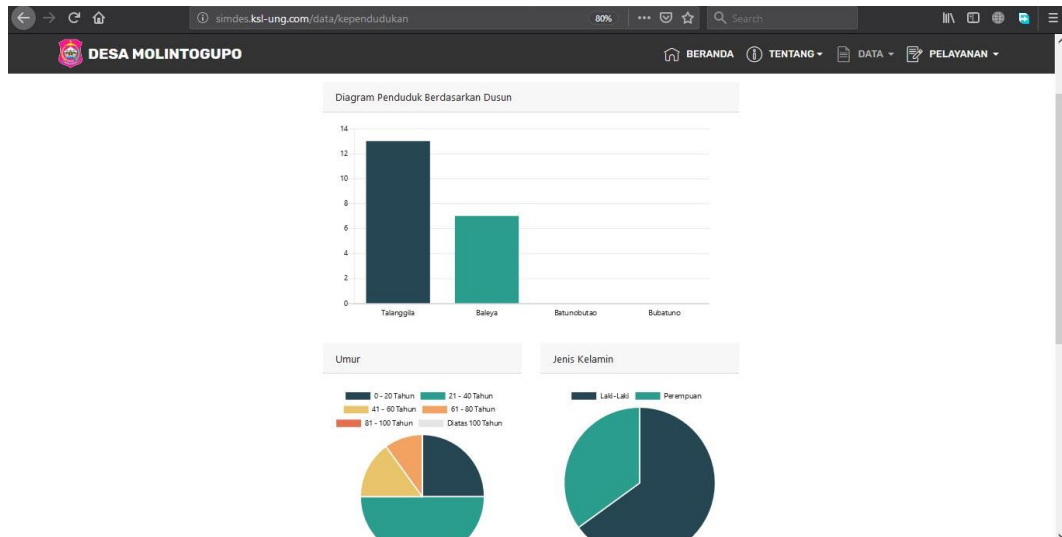 simdes.ksl-ung.com/data/kependudukan 80% Search
DESA MOLINTOGUPO BERANDA TENTANG DATA PELAYANAN
Diagram Penduduk Berdasarkan Dusun
14
12
10
8
6
4
2
0
Talanggila Baleya Batunobutao Bubatuno
Umur Jenis Kelamin
0 - 20 Tahun 21 - 40 Tahun Laki-Laki Perempuan
41 - 60 Tahun 61 - 80 Tahun
81 - 100 Tahun Diatas 100 Tahun